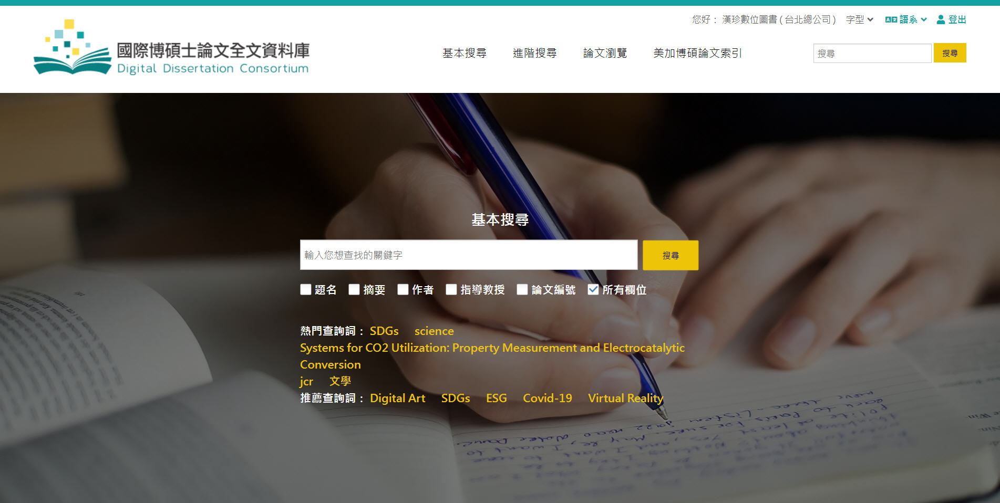 您好： 漢珍數位圖書 ( 台北總公司 ) 字型 語系 登出
國際博碩士論文全文資料庫
Digital Dissertation Consortium
基本搜尋 進階搜尋 論文瀏覽 美加博碩論文索引 搜尋 搜尋
基本搜尋
輸入您想查找的關鍵字 搜尋
題名 摘要 作者 指導教授 論文編號 所有欄位
熱門查詢詞： SDGs science
Systems for CO2 Utilization: Property Measurement and Electrocatalytic
Conversion
jcr 文學
推薦查詢詞： Digital Art SDGs ESG Covid-19 Virtual Reality